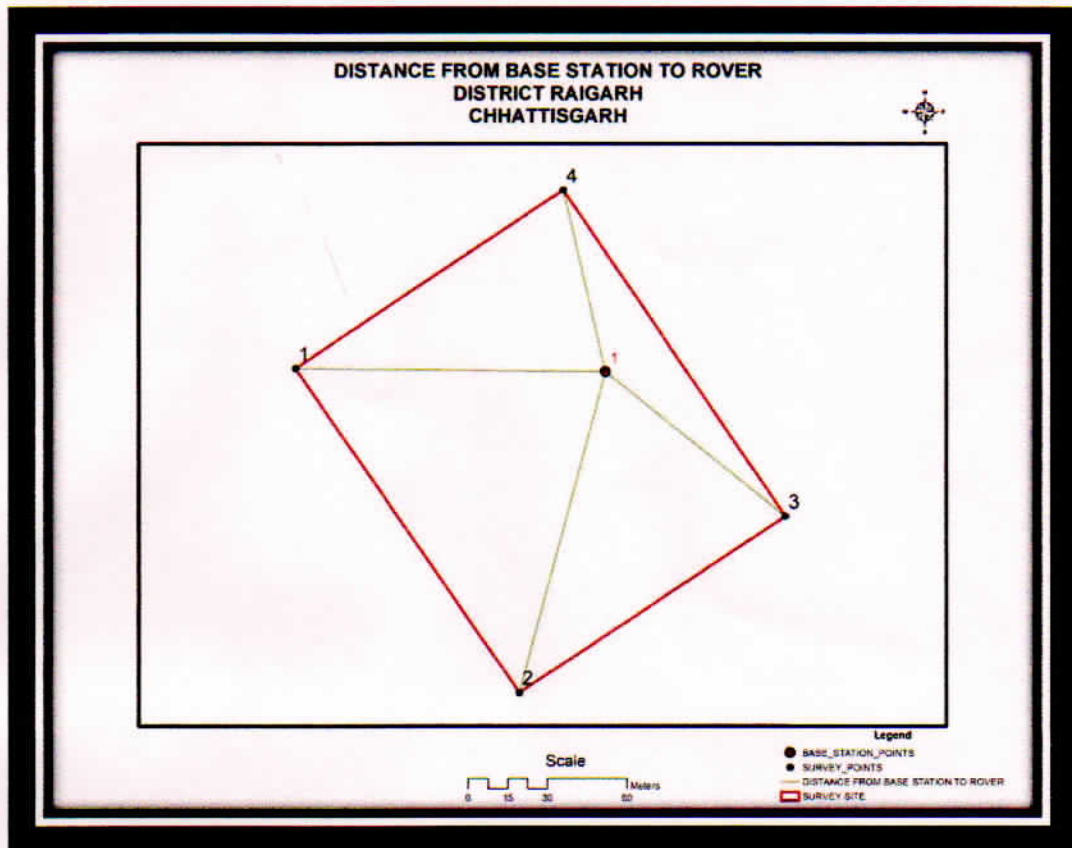 DISTANCE FROM BASE STATION TO ROVER
DISTRICT RAIGARH
CHHATTISGARH
4
1
1
3
2
Legend
BASE_STATION_POINTS
SURVEY_POINTS
DISTANCE FROM BASE STATION TO ROVER
SURVEY SITE
Scale
Meters
0 15 30 60